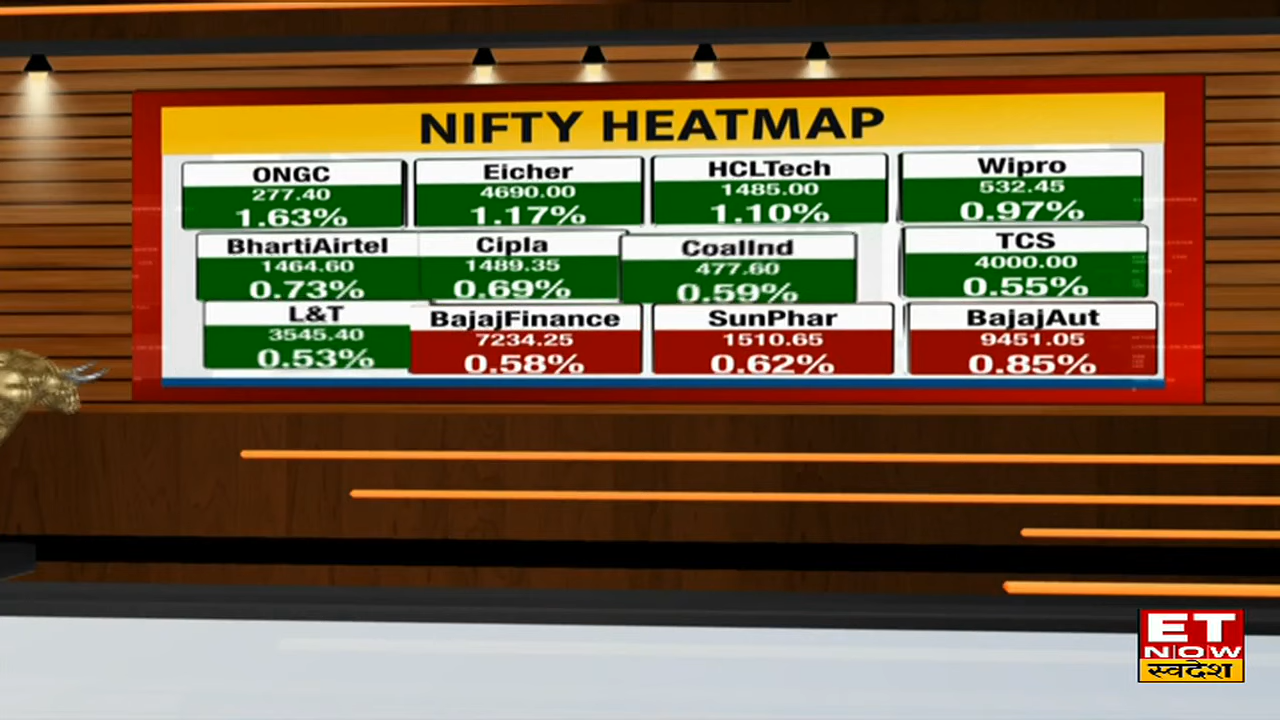 NIFTY HEATMAP
ONGC
277.40
1.63%
Eicher
4690.00
1.17%
HCLTech
1485.00
1.10%
Wipro
532.45
0.97%
BhartiAirtel
1464.60
0.73%
Cipla
1489.35
0.69%
CoalInd
477.60
0.59%
TCS
4000.00
0.55%
L&T
3545.40
0.53%
BajajFinance
7234.25
0.58%
SunPhar
1510.65
0.62%
BajajAut
9451.05
0.85%
ET
NOW
स्वदेश